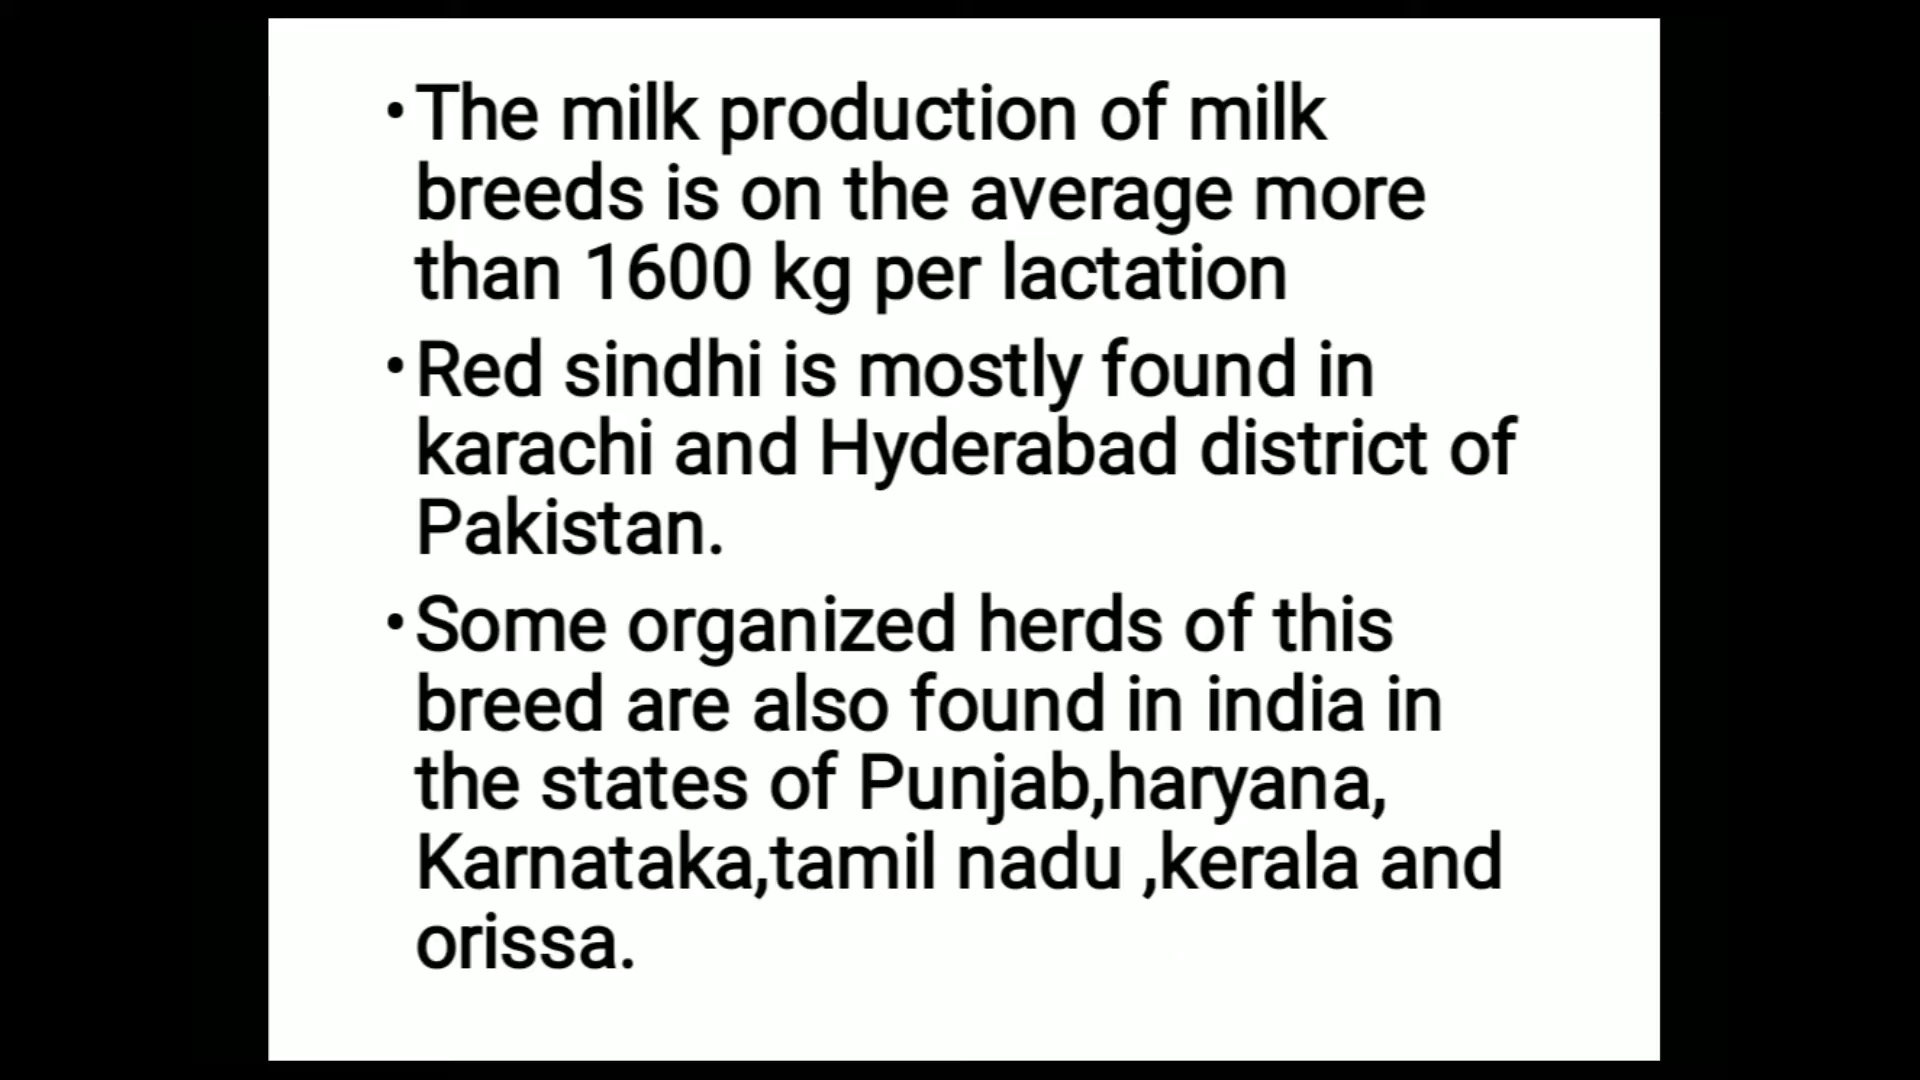 •The milk production of milk
breeds is on the average more
than 1600 kg per lactation
•Red sindhi is mostly found in
karachi and Hyderabad district of
Pakistan.
•Some organized herds of this
breed are also found in india in
the states of Punjab,haryana,
Karnataka,tamil nadu ,kerala and
orissa.